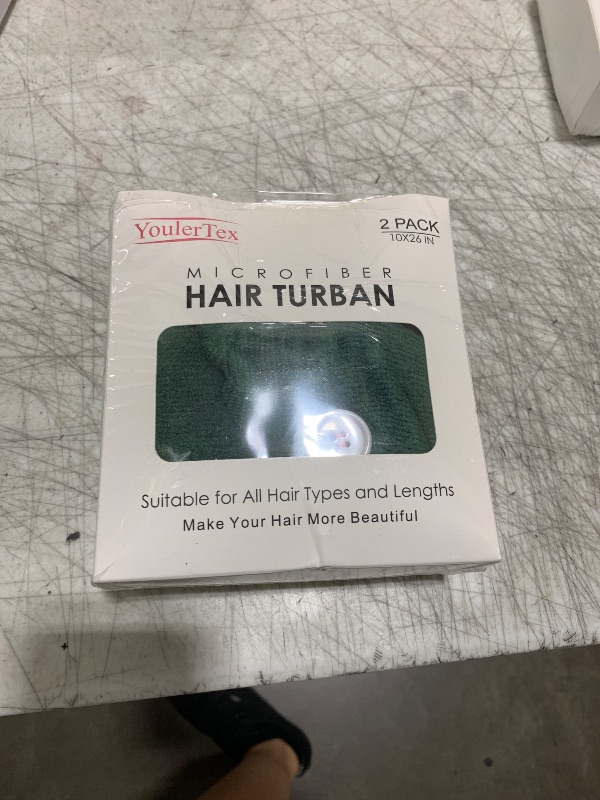 YoulerTex
2 PACK
10X26 IN
MICROFIBER
HAIR TURBAN
Suitable for All Hair Types and Lengths
Make Your Hair More Beautiful